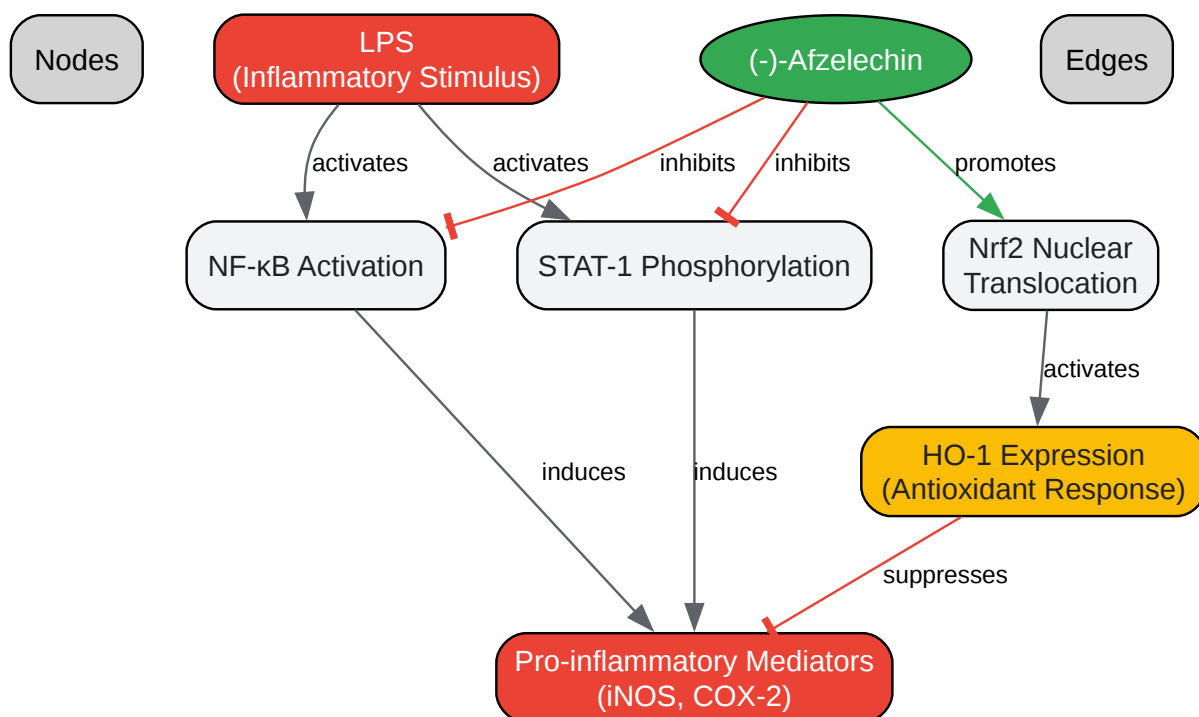 Nodes
LPS
(Inflammatory Stimulus)
(-)-Afzelechin
Edges
activates
activates
inhibits
inhibits
promotes
NF-κB Activation
STAT-1 Phosphorylation
Nrf2 Nuclear
Translocation
activates
HO-1 Expression
(Antioxidant Response)
induces
induces
suppresses
Pro-inflammatory Mediators
(iNOS, COX-2)